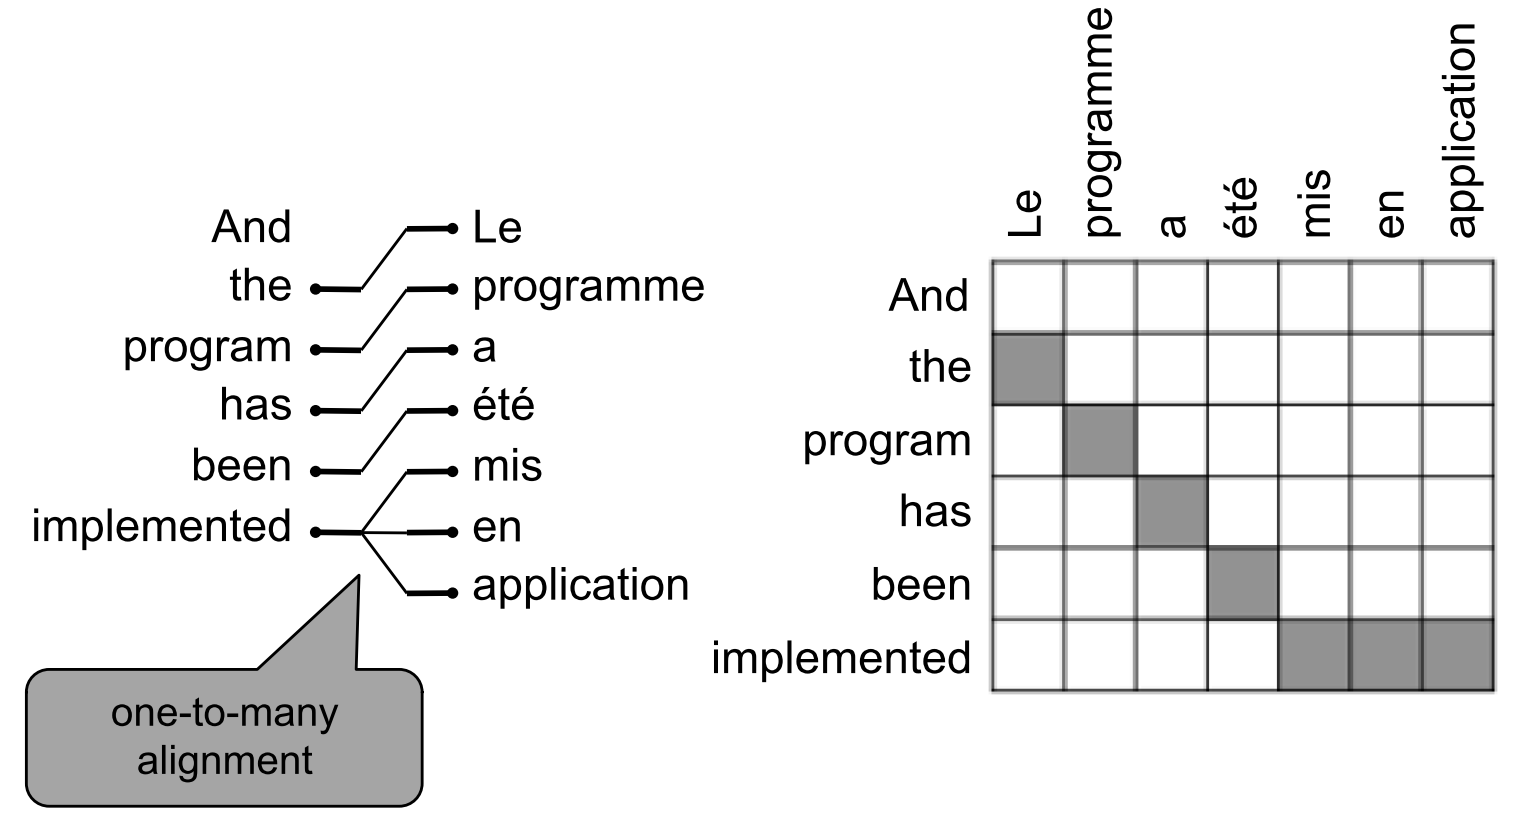 And
the
program
has
been
implemented
Le
programme
a
été
mis
en
application
one-to-many
alignment
Le
programme
a
été
mis
en
application
And
the
program
has
been
implemented